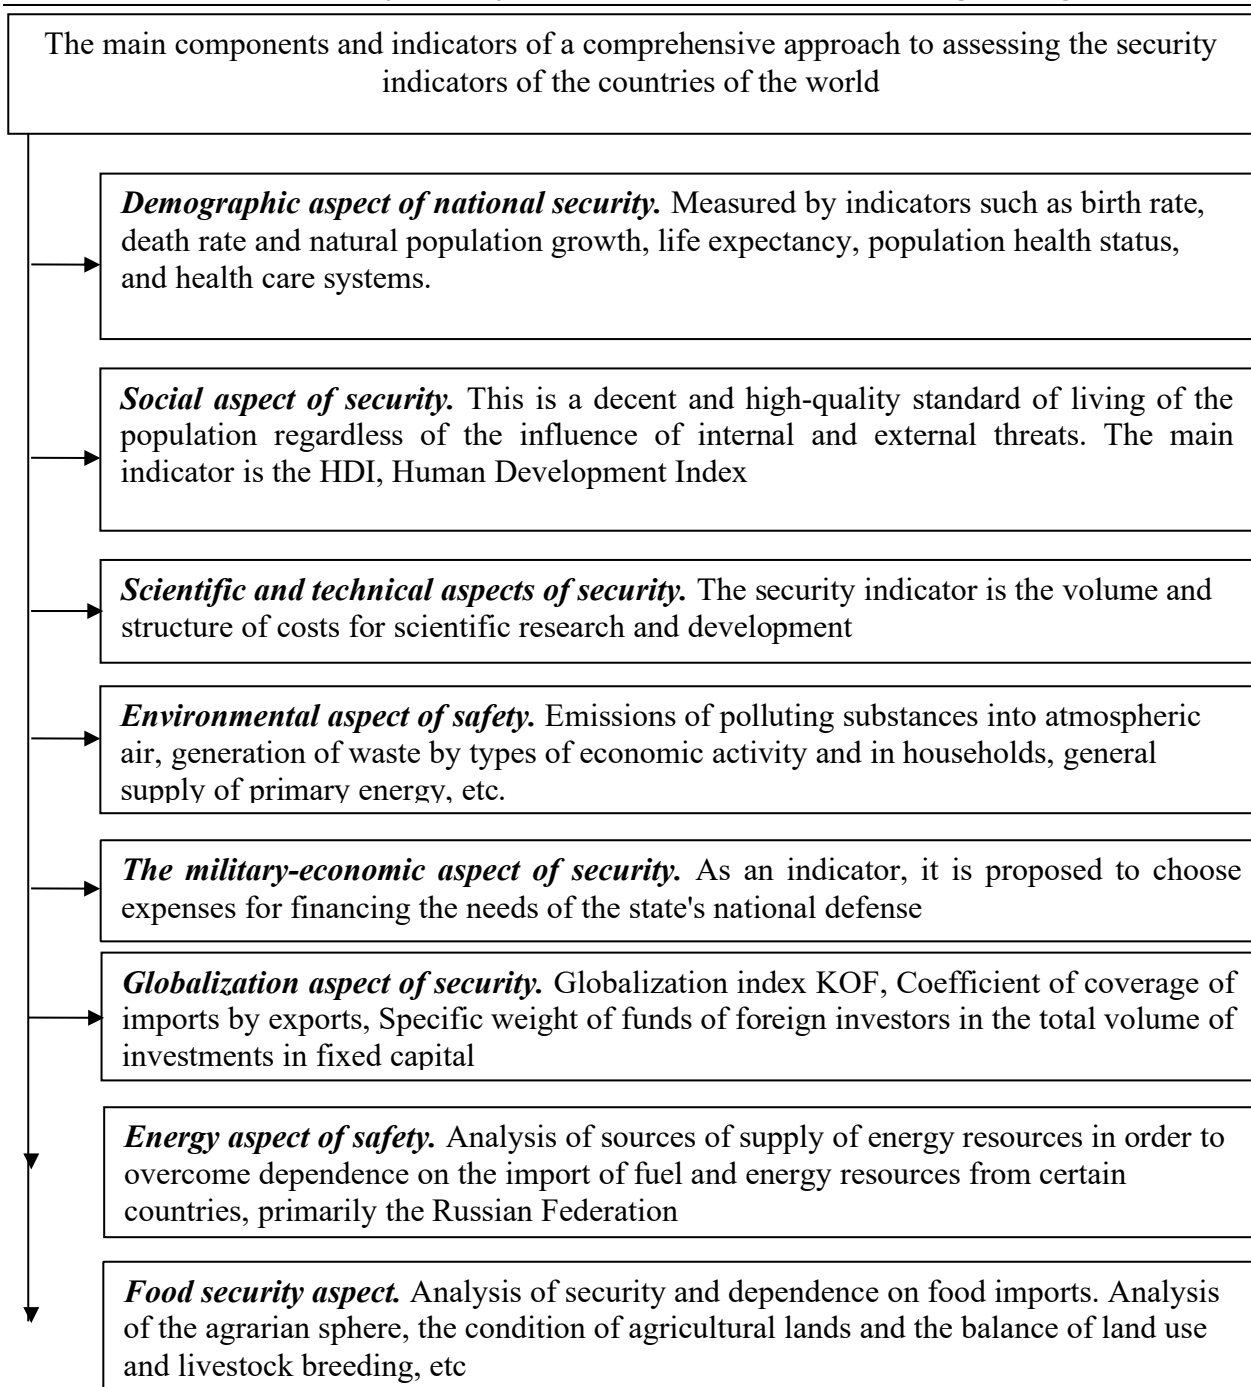 The main components and indicators of a comprehensive approach to assessing the security
indicators of the countries of the world
Demographic aspect of national security. Measured by indicators such as birth rate,
death rate and natural population growth, life expectancy, population health status,
and health care systems.
Social aspect of security. This is a decent and high-quality standard of living of the
population regardless of the influence of internal and external threats. The main
indicator is the HDI, Human Development Index
Scientific and technical aspects of security. The security indicator is the volume and
structure of costs for scientific research and development
Environmental aspect of safety. Emissions of polluting substances into atmospheric
air, generation of waste by types of economic activity and in households, general
supply of primary energy, etc.
The military-economic aspect of security. As an indicator, it is proposed to choose
expenses for financing the needs of the state's national defense
Globalization aspect of security. Globalization index KOF, Coefficient of coverage of
imports by exports, Specific weight of funds of foreign investors in the total volume of
investments in fixed capital
Energy aspect of safety. Analysis of sources of supply of energy resources in order to
overcome dependence on the import of fuel and energy resources from certain
countries, primarily the Russian Federation
Food security aspect. Analysis of security and dependence on food imports. Analysis
of the agrarian sphere, the condition of agricultural lands and the balance of land use
and livestock breeding, etc